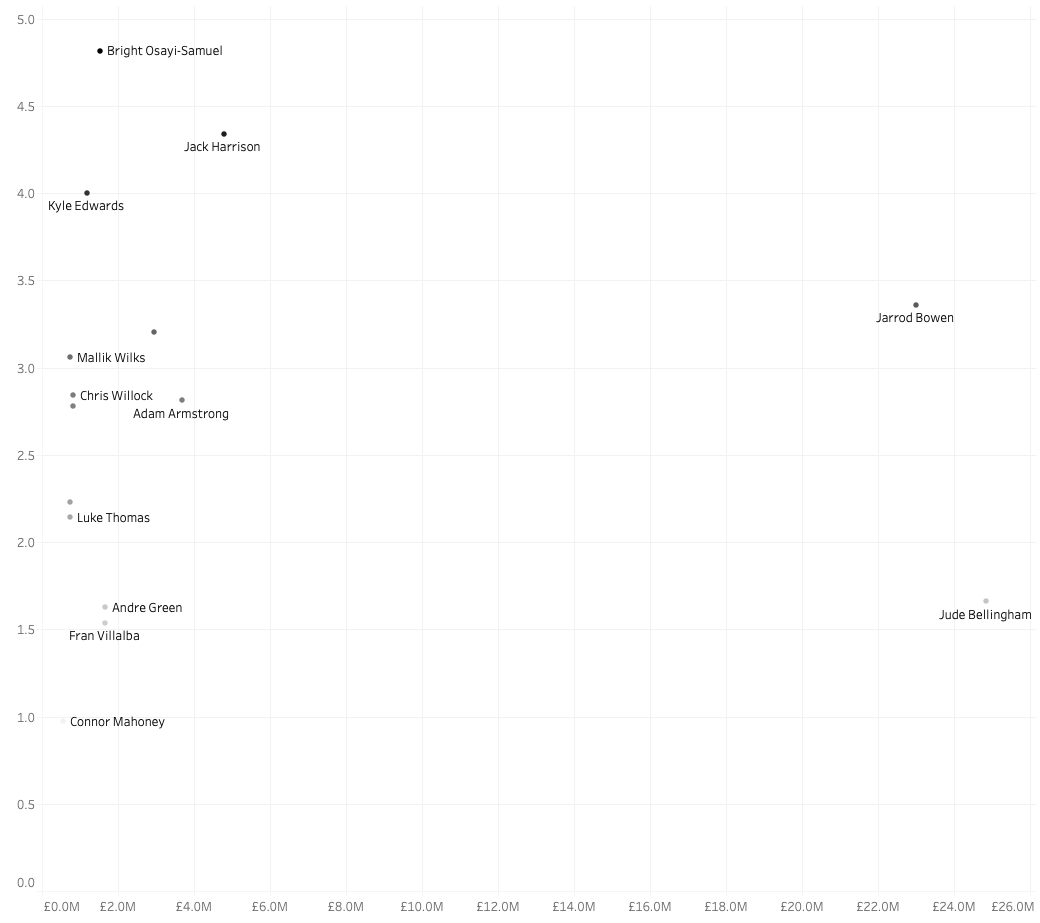 5.0
Bright Osayi-Samuel
4.5
Jack Harrison
4.0
Kyle Edwards
3.5
Jarrod Bowen
Mallik Wilks
3.0
Chris Willock
Adam Armstrong
2.5
Luke Thomas
2.0
Andre Green
Jude Bellingham
1.5
Fran Villalba
1.0
Connor Mahoney
0.5
0.0
£0.0M £2.0M £4.0M £6.0M £8.0M £10.0M £12.0M £14.0M £16.0M £18.0M £20.0M £22.0M £24.0M £26.0M